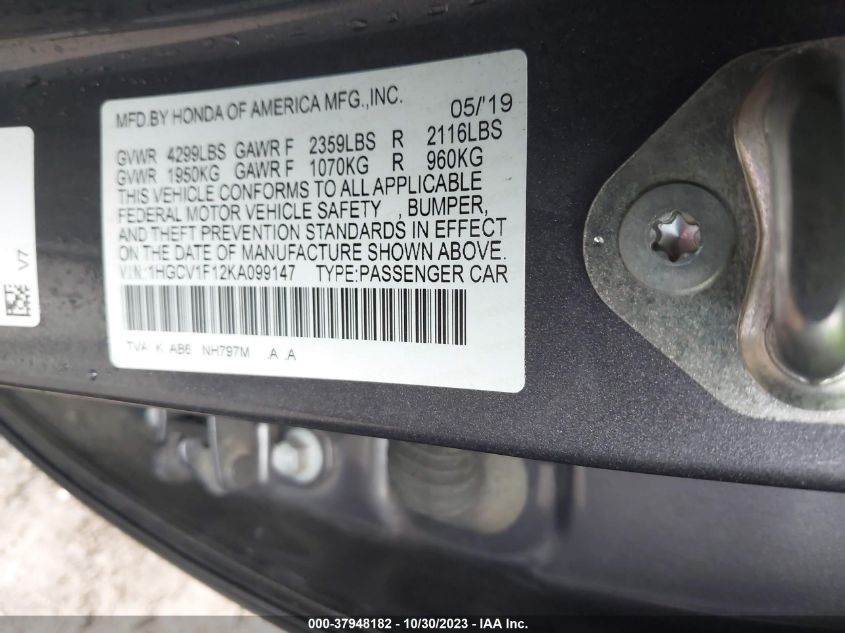 MFD.BY HONDA OF AMERICA MFG.,INC. 05/'19
GVWR 4299LBS GAWR F 2359LBS R 2116LBS
GVWR 1950KG GAWR F 1070KG R 960KG
THIS VEHICLE CONFORMS TO ALL APPLICABLE
FEDERAL MOTOR VEHICLE SAFETY , BUMPER,
AND THEFT PREVENTION STANDARDS IN EFFECT
ON THE DATE OF MANUFACTURE SHOWN ABOVE.
VIN:1HGCV1F12KA099147 TYPE:PASSENGER CAR
TVA K AB6 NH797M .A .A
V7
000-37948182 - 10/30/2023 - IAA Inc.